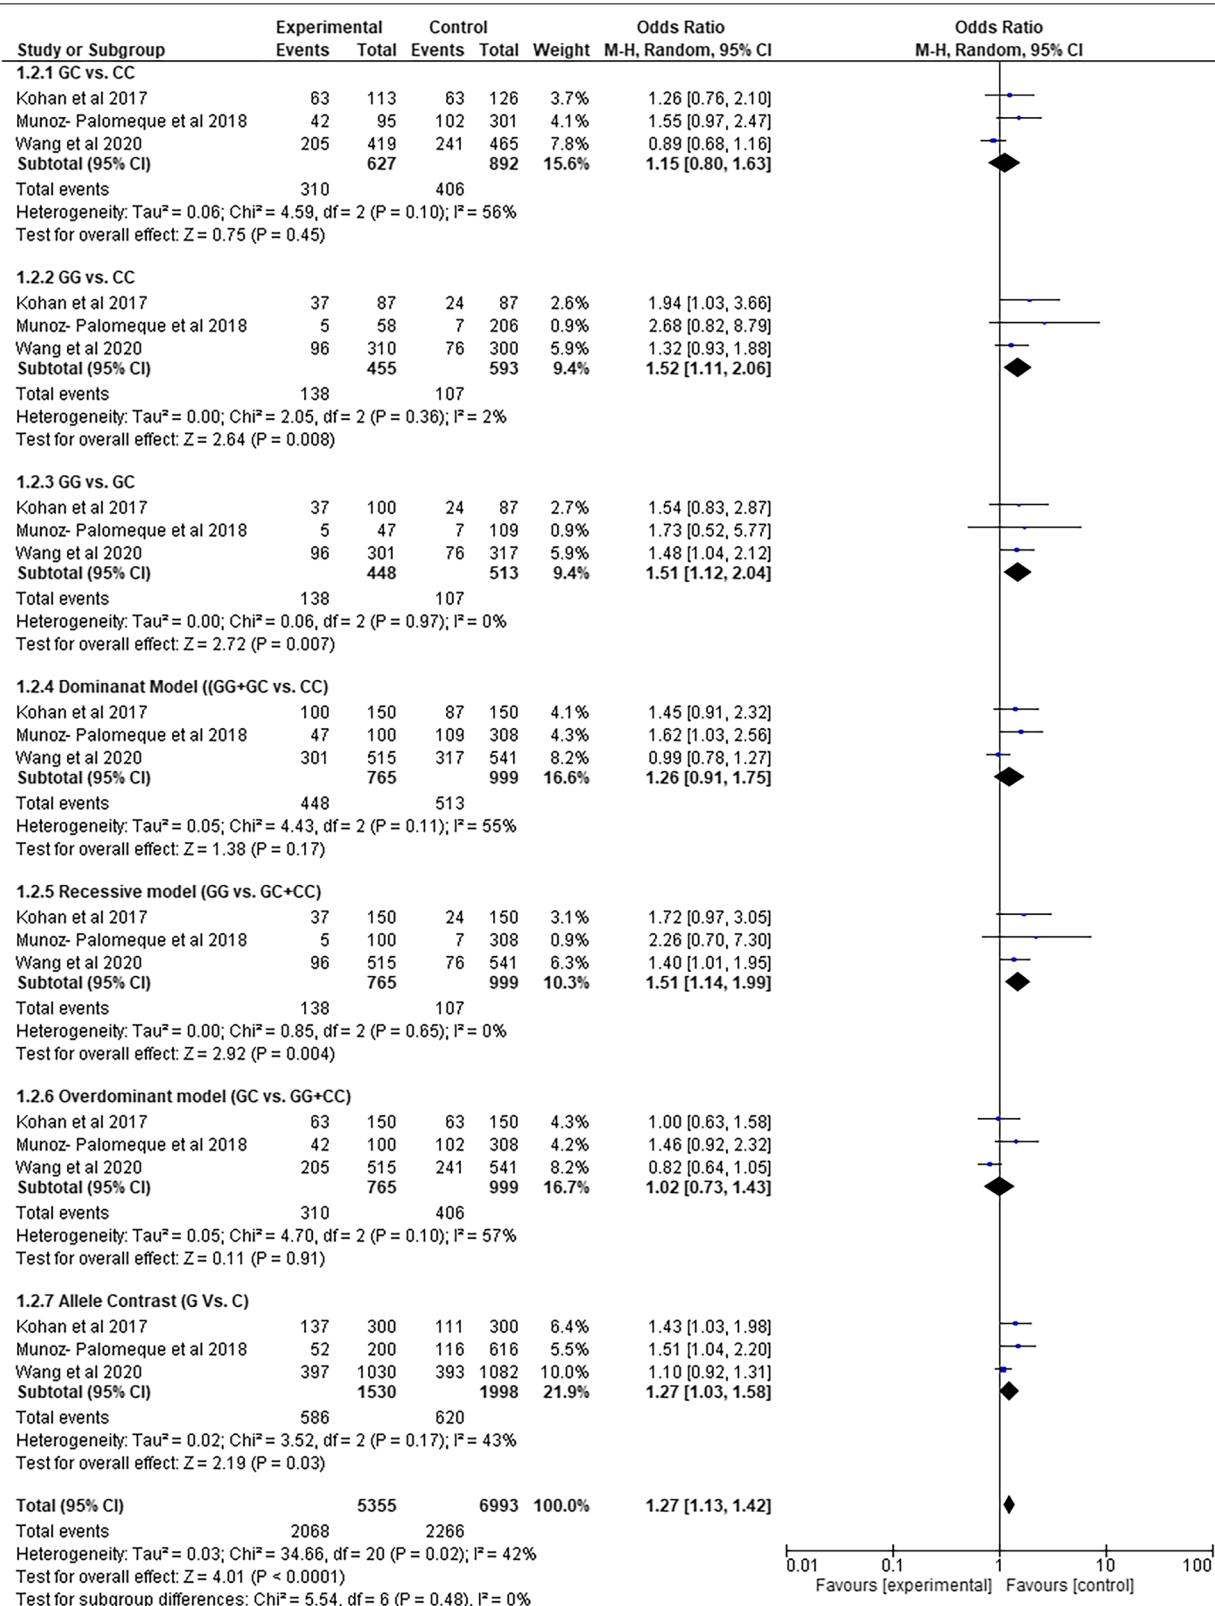 Experimental Control Odds Ratio Odds Ratio
Study or Subgroup Events Total Events Total Weight M-H, Random, 95% CI M-H, Random, 95% CI
1.2.1 GC vs. CC
Kohan et al 2017 63 113 63 126 3.7% 1.26 [0.76, 2.10]
Munoz- Palomeque et al 2018 42 95 102 301 4.1% 1.55 [0.97, 2.47]
Wang et al 2020 205 419 241 465 7.8% 0.89 [0.68, 1.16]
Subtotal (95% CI) 627 892 15.6% 1.15 [0.80, 1.63]
Total events 310 406
Heterogeneity: Tau² = 0.06; Chi² = 4.59, df = 2 (P = 0.10); I² = 56%
Test for overall effect: Z = 0.75 (P = 0.45)
1.2.2 GG vs. CC
Kohan et al 2017 37 87 24 87 2.6% 1.94 [1.03, 3.66]
Munoz- Palomeque et al 2018 5 58 7 206 0.9% 2.68 [0.82, 8.79]
Wang et al 2020 96 310 76 300 5.9% 1.32 [0.93, 1.88]
Subtotal (95% CI) 455 593 9.4% 1.52 [1.11, 2.06]
Total events 138 107
Heterogeneity: Tau² = 0.00; Chi² = 2.05, df = 2 (P = 0.36); I² = 2%
Test for overall effect: Z = 2.64 (P = 0.008)
1.2.3 GG vs. GC
Kohan et al 2017 37 100 24 87 2.7% 1.54 [0.83, 2.87]
Munoz- Palomeque et al 2018 5 47 7 109 0.9% 1.73 [0.52, 5.77]
Wang et al 2020 96 301 76 317 5.9% 1.48 [1.04, 2.12]
Subtotal (95% CI) 448 513 9.4% 1.51 [1.12, 2.04]
Total events 138 107
Heterogeneity: Tau² = 0.00; Chi² = 0.06, df = 2 (P = 0.97); I² = 0%
Test for overall effect: Z = 2.72 (P = 0.007)
1.2.4 Dominanat Model ((GG+GC vs. CC)
Kohan et al 2017 100 150 87 150 4.1% 1.45 [0.91, 2.32]
Munoz- Palomeque et al 2018 47 100 109 308 4.3% 1.62 [1.03, 2.56]
Wang et al 2020 301 515 317 541 8.2% 0.99 [0.78, 1.27]
Subtotal (95% CI) 765 999 16.6% 1.26 [0.91, 1.75]
Total events 448 513
Heterogeneity: Tau² = 0.05; Chi² = 4.43, df = 2 (P = 0.11); I² = 55%
Test for overall effect: Z = 1.38 (P = 0.17)
1.2.5 Recessive model (GG vs. GC+CC)
Kohan et al 2017 37 150 24 150 3.1% 1.72 [0.97, 3.05]
Munoz- Palomeque et al 2018 5 100 7 308 0.9% 2.26 [0.70, 7.30]
Wang et al 2020 96 515 76 541 6.3% 1.40 [1.01, 1.95]
Subtotal (95% CI) 765 999 10.3% 1.51 [1.14, 1.99]
Total events 138 107
Heterogeneity: Tau² = 0.00; Chi² = 0.85, df = 2 (P = 0.65); I² = 0%
Test for overall effect: Z = 2.92 (P = 0.004)
1.2.6 Overdominant model (GC vs. GG+CC)
Kohan et al 2017 63 150 63 150 4.3% 1.00 [0.63, 1.58]
Munoz- Palomeque et al 2018 42 100 102 308 4.2% 1.46 [0.92, 2.32]
Wang et al 2020 205 515 241 541 8.2% 0.82 [0.64, 1.05]
Subtotal (95% CI) 765 999 16.7% 1.02 [0.73, 1.43]
Total events 310 406
Heterogeneity: Tau² = 0.05; Chi² = 4.70, df = 2 (P = 0.10); I² = 57%
Test for overall effect: Z = 0.11 (P = 0.91)
1.2.7 Allele Contrast (G Vs. C)
Kohan et al 2017 137 300 111 300 6.4% 1.43 [1.03, 1.98]
Munoz- Palomeque et al 2018 52 200 116 616 5.5% 1.51 [1.04, 2.20]
Wang et al 2020 397 1030 393 1082 10.0% 1.10 [0.92, 1.31]
Subtotal (95% CI) 1530 1998 21.9% 1.27 [1.03, 1.58]
Total events 586 620
Heterogeneity: Tau² = 0.02; Chi² = 3.52, df = 2 (P = 0.17); I² = 43%
Test for overall effect: Z = 2.19 (P = 0.03)
Total (95% CI) 5355 6993 100.0% 1.27 [1.13, 1.42]
Total events 2068 2266
Heterogeneity: Tau² = 0.03; Chi² = 34.66, df = 20 (P = 0.02); I² = 42%
Test for overall effect: Z = 4.01 (P < 0.0001)
Test for subgroup differences: Chi² = 5.54, df = 6 (P = 0.48), I² = 0%
0.01 0.1 1 10 100
Favours [experimental] Favours [control]